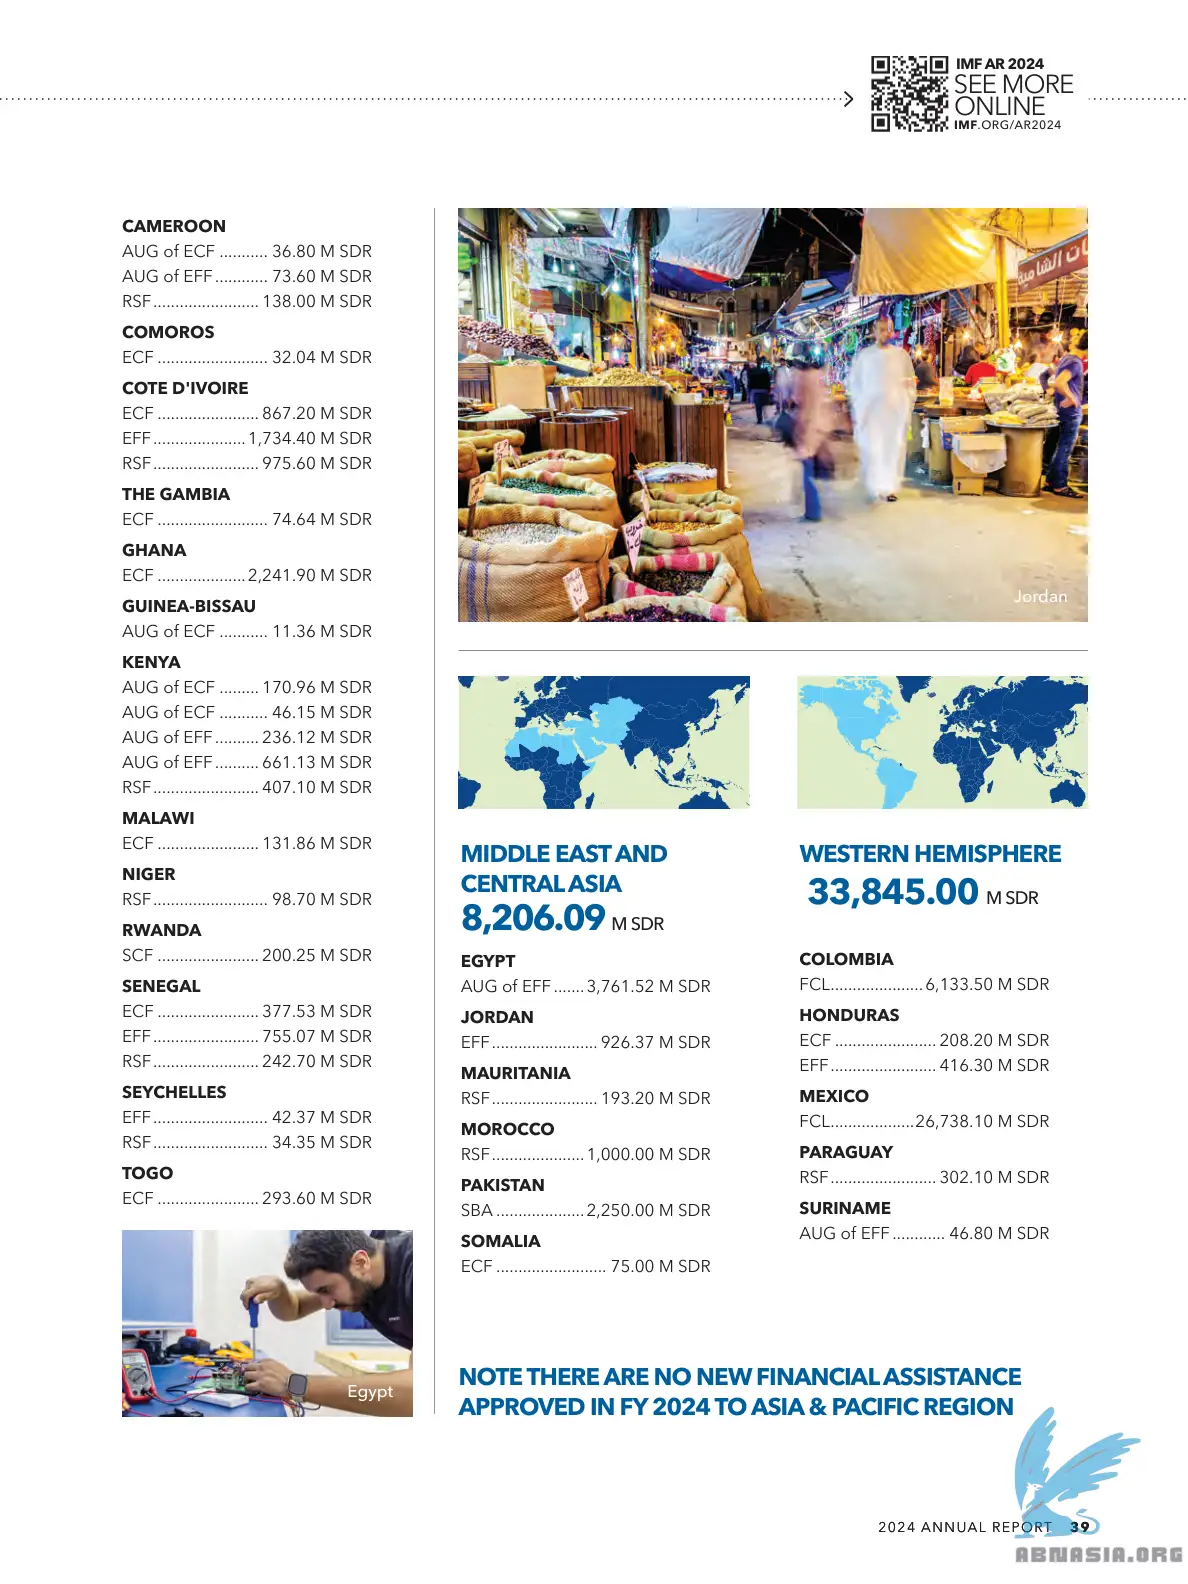 IMF AR 2024
SEE MORE
ONLINE
IMF.ORG/AR2024
CAMEROON
AUG of ECF ........... 36.80 M SDR
AUG of EFF ............ 73.60 M SDR
RSF ........................ 138.00 M SDR
COMOROS
ECF ......................... 32.04 M SDR
COTE D'IVOIRE
ECF ....................... 867.20 M SDR
EFF ..................... 1,734.40 M SDR
RSF ........................ 975.60 M SDR
THE GAMBIA
ECF ......................... 74.64 M SDR
GHANA
ECF .................... 2,241.90 M SDR
GUINEA-BISSAU
AUG of ECF ........... 11.36 M SDR
KENYA
AUG of ECF ......... 170.96 M SDR
AUG of ECF ........... 46.15 M SDR
AUG of EFF .......... 236.12 M SDR
AUG of EFF .......... 661.13 M SDR
RSF ........................ 407.10 M SDR
MALAWI
ECF ....................... 131.86 M SDR
NIGER
RSF .......................... 98.70 M SDR
RWANDA
SCF ....................... 200.25 M SDR
SENEGAL
ECF ....................... 377.53 M SDR
EFF ........................ 755.07 M SDR
RSF ........................ 242.70 M SDR
SEYCHELLES
EFF .......................... 42.37 M SDR
RSF .......................... 34.35 M SDR
TOGO
ECF ....................... 293.60 M SDR
Egypt
Jordan
MIDDLE EAST AND
CENTRAL ASIA
8,206.09 M SDR
EGYPT
AUG of EFF ....... 3,761.52 M SDR
JORDAN
EFF ........................ 926.37 M SDR
MAURITANIA
RSF ........................ 193.20 M SDR
MOROCCO
RSF ..................... 1,000.00 M SDR
PAKISTAN
SBA .................... 2,250.00 M SDR
SOMALIA
ECF ......................... 75.00 M SDR
WESTERN HEMISPHERE
33,845.00 M SDR
COLOMBIA
FCL..................... 6,133.50 M SDR
HONDURAS
ECF ....................... 208.20 M SDR
EFF ........................ 416.30 M SDR
MEXICO
FCL...................26,738.10 M SDR
PARAGUAY
RSF ........................ 302.10 M SDR
SURINAME
AUG of EFF ............ 46.80 M SDR
NOTE THERE ARE NO NEW FINANCIAL ASSISTANCE
APPROVED IN FY 2024 TO ASIA & PACIFIC REGION
2024 ANNUAL REPORT 39
ABMASIA.ORG